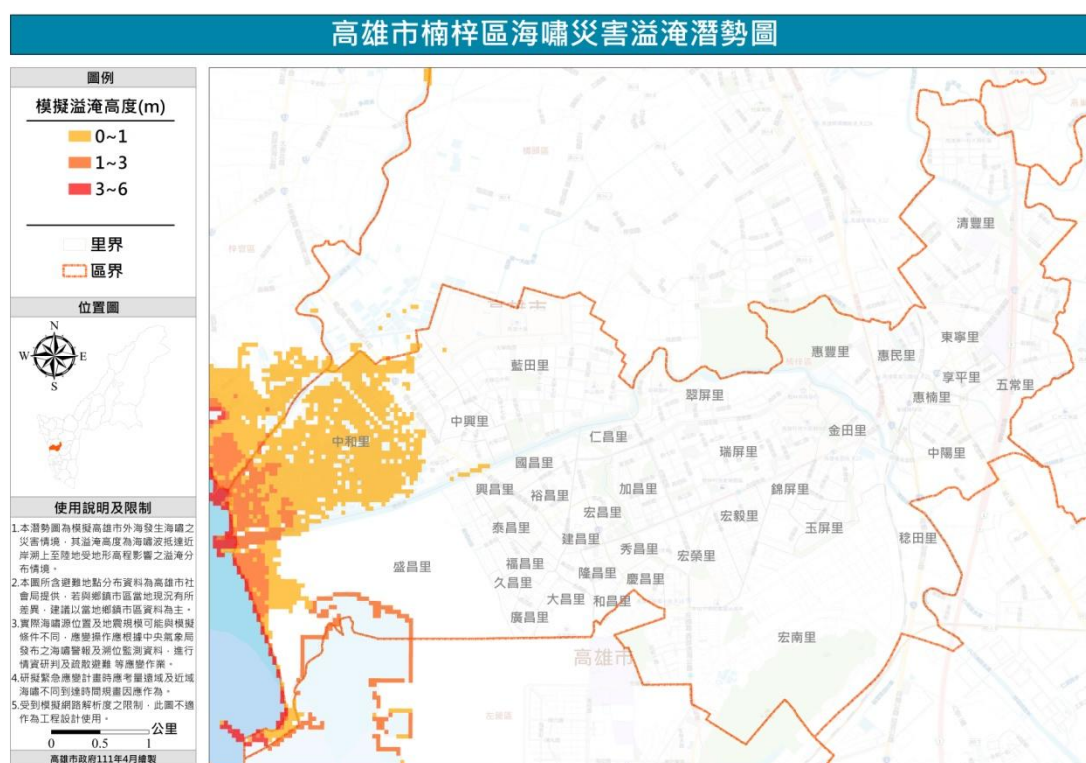 高雄市楠梓區海嘯災害溢淹潛勢圖
圖例
模擬溢淹高度(m)
0~1
1~3
3~6
里界
區界
位置圖
N
W
E
S
使用說明及限制
1.本潛勢圖為模擬高雄市外海發生海嘯之
災害情境，其溢淹高度為海嘯波抵達近
岸溯上至陸地受地形高程影響之溢淹分
布情境。
2.本圖所含避難地點分布資料為高雄市社
會局提供，若與鄉鎮市區當地現況有所
差異，建議以當地鄉鎮市區資料為主。
3.實際海嘯源位置及地震規模可能與模擬
條件不同，應變操作應根據中央氣象局
發布之海嘯警報及潮位監測資料，進行
情資研判及疏散避難 等應變作業。
4.研擬緊急應變計畫時應考量遠域及近域
海嘯不同到達時間規畫因應作為。
5.受到模擬網路解析度之限制，此圖不適
作為工程設計使用。
公里
0 0.5 1
高雄市政府111年4月繪製
清豐里
東寧里
惠豐里
惠民里
享平里
五常里
藍田里
翠屏里
惠楠里
中興里
中和里
仁昌里
金田里
中陽里
國昌里
瑞屏里
興昌里
裕昌里
加昌里
錦屏里
宏昌里
宏毅里
泰昌里
建昌里
玉屏里
稔田里
秀昌里
宏榮里
盛昌里
福昌里
隆昌里
慶昌里
久昌里
大昌里
和昌里
廣昌里
宏南里
高雄市
左營區
橋頭區
梓官區